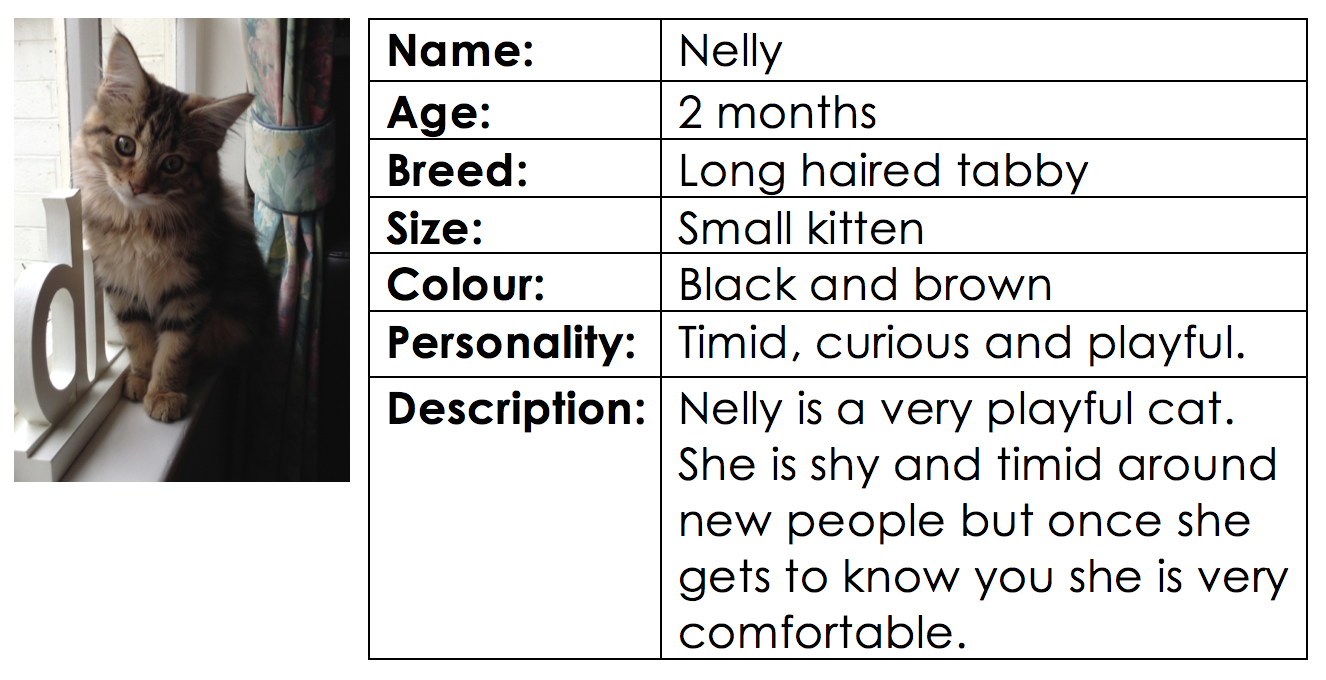 Name: Nelly
Age: 2 months
Breed: Long haired tabby
Size: Small kitten
Colour: Black and brown
Personality: Timid, curious and playful.
Description: Nelly is a very playful cat.
She is shy and timid around
new people but once she
gets to know you she is very
comfortable.
dl